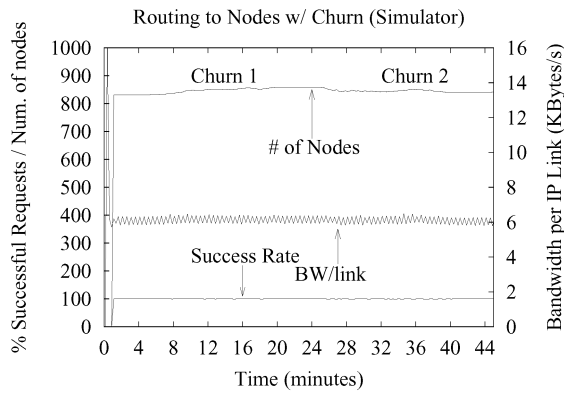 Routing to Nodes w/ Churn (Simulator)
% Successful Requests / Num. of nodes
1000
900
800
700
600
500
400
300
200
100
0
Churn 1
Churn 2
# of Nodes
Success Rate
BW/link
16
14
12
10
8
6
4
2
0
Bandwidth per IP Link (KBytes/s)
0 4 8 12 16 20 24 28 32 36 40 44
Time (minutes)